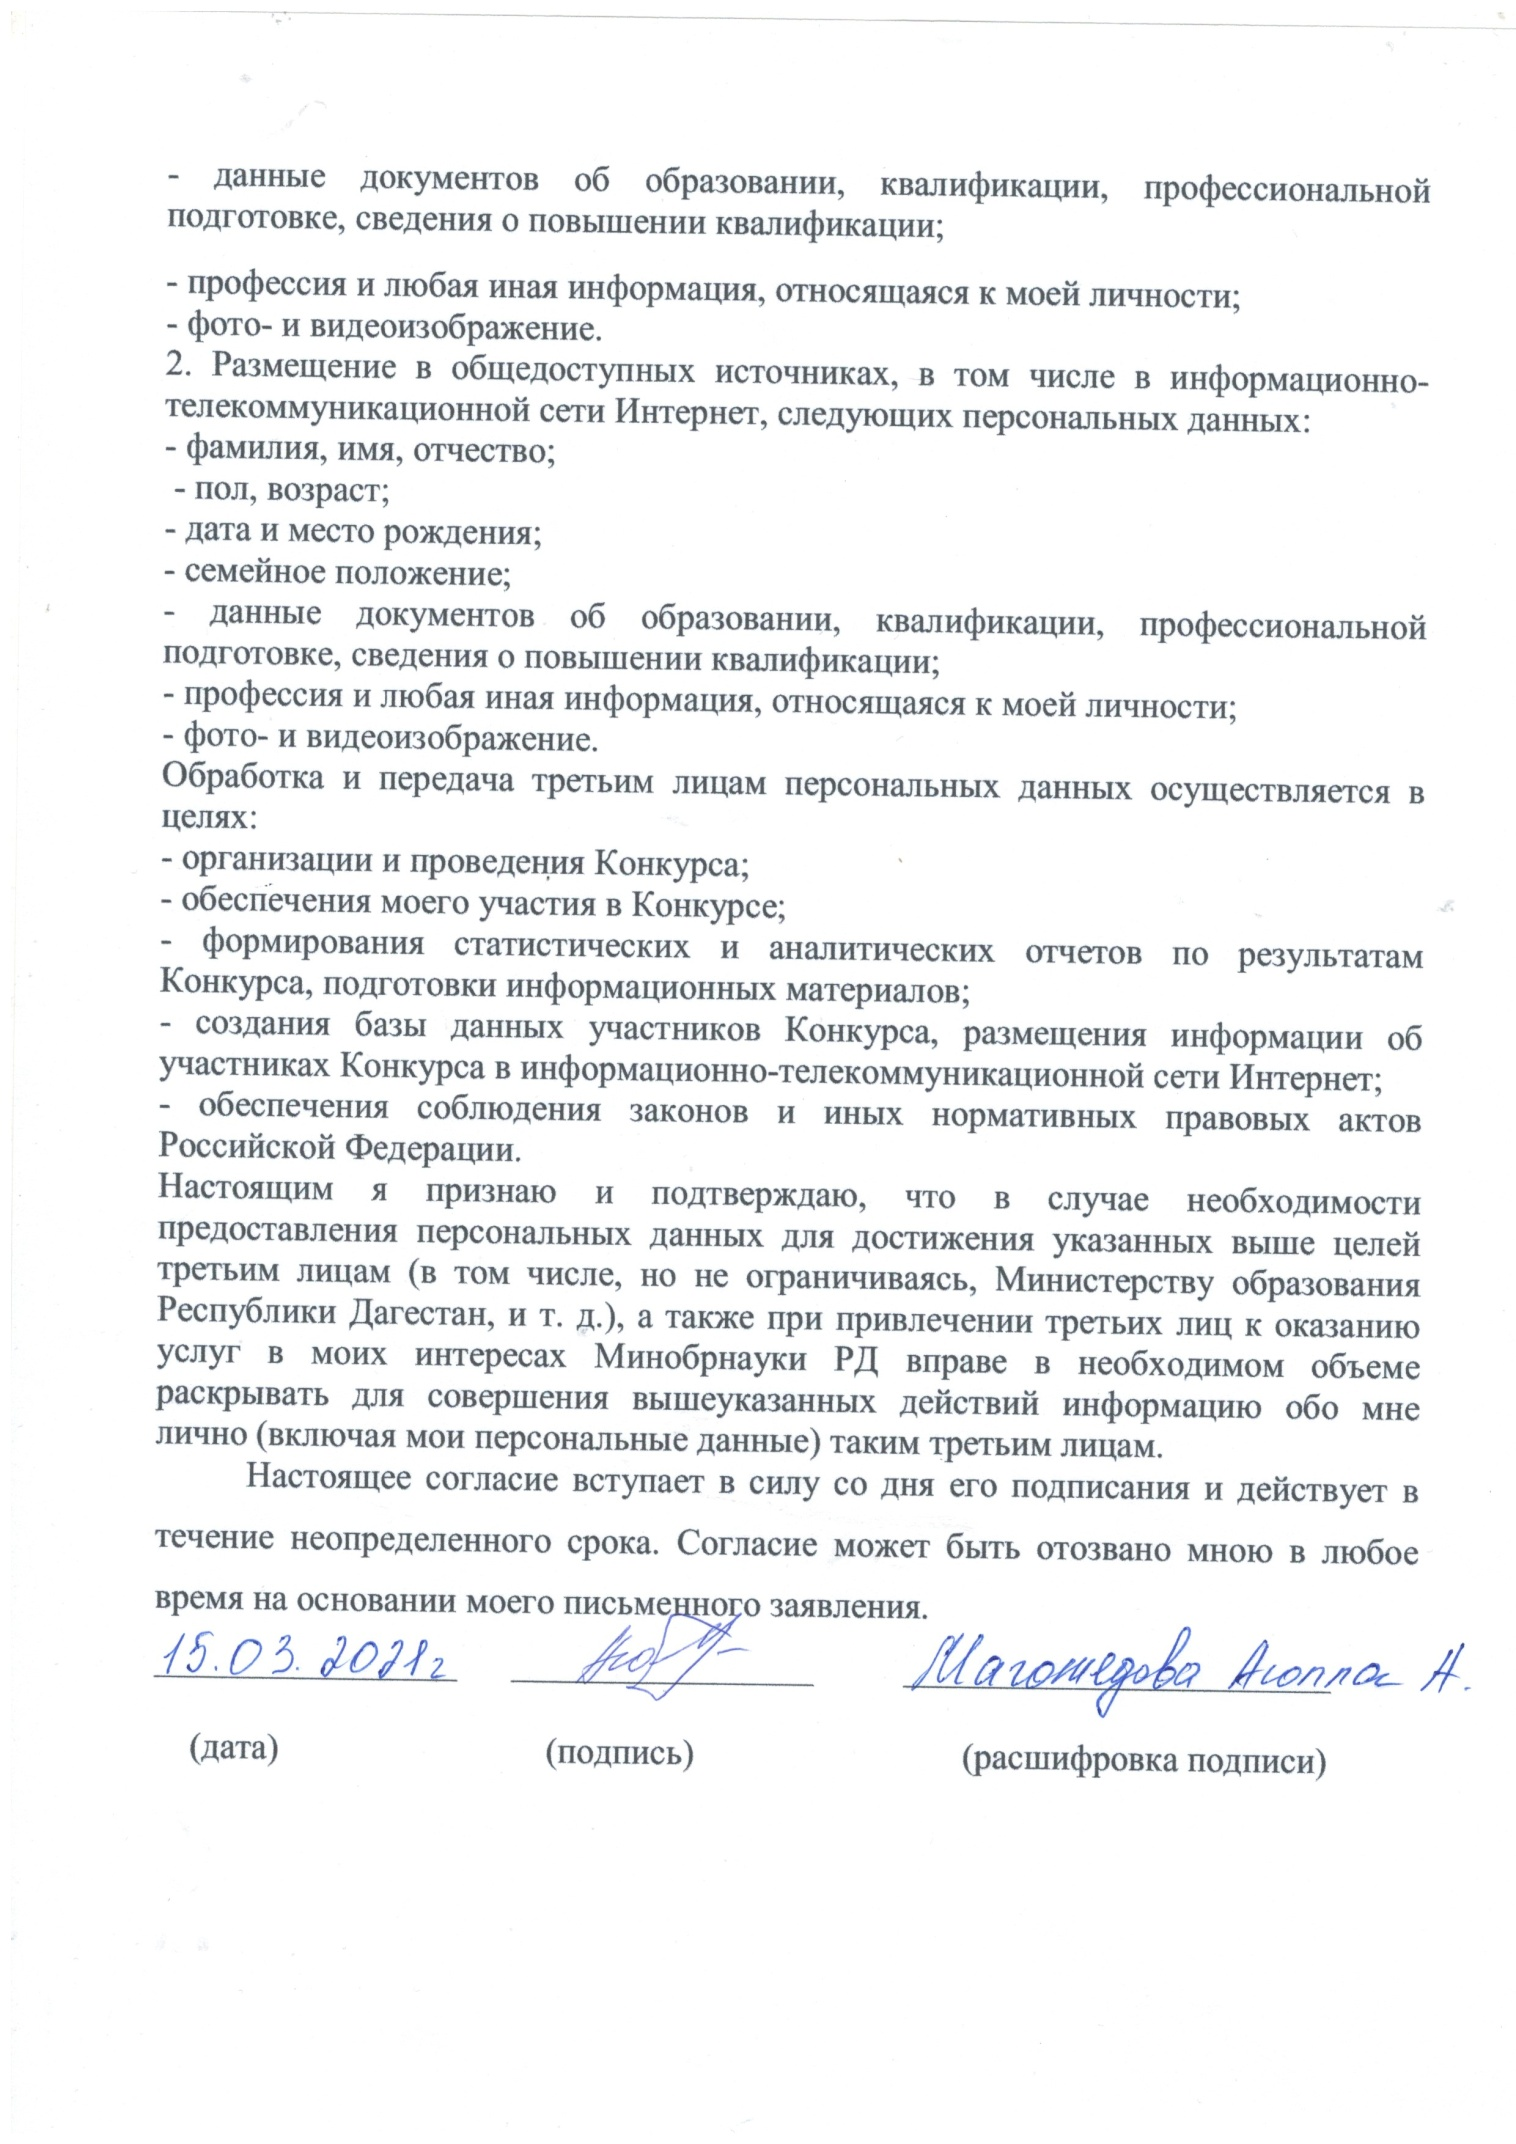 - данные документов об образовании, квалификации, профессиональной
подготовке, сведения о повышении квалификации;
- профессия и любая иная информация, относящаяся к моей личности;
- фото- и видеоизображение.
2. Размещение в общедоступных источниках, в том числе в информационно-
телекоммуникационной сети Интернет, следующих персональных данных:
- фамилия, имя, отчество;
- пол, возраст;
- дата и место рождения;
- семейное положение;
- данные документов об образовании, квалификации, профессиональной
подготовке, сведения о повышении квалификации;
- профессия и любая иная информация, относящаяся к моей личности;
- фото- и видеоизображение.
Обработка и передача третьим лицам персональных данных осуществляется в
целях:
- организации и проведения Конкурса;
- обеспечения моего участия в Конкурсе;
- формирования статистических и аналитических отчетов по результатам
Конкурса, подготовки информационных материалов;
- создания базы данных участников Конкурса, размещения информации об
участниках Конкурса в информационно-телекоммуникационной сети Интернет;
- обеспечения соблюдения законов и иных нормативных правовых актов
Российской Федерации.
Настоящим я признаю и подтверждаю, что в случае необходимости
предоставления персональных данных для достижения указанных выше целей
третьим лицам (в том числе, но не ограничиваясь, Министерству образования
Республики Дагестан, и т. д.), а также при привлечении третьих лиц к оказанию
услуг в моих интересах Минобрнауки РД вправе в необходимом объеме
раскрывать для совершения вышеуказанных действий информацию обо мне
лично (включая мои персональные данные) таким третьим лицам.
Настоящее согласие вступает в силу со дня его подписания и действует в
течение неопределенного срока. Согласие может быть отозвано мною в любое
время на основании моего письменного заявления.
15.03.2021г Магомедова А.
(дата) (подпись) (расшифровка подписи)